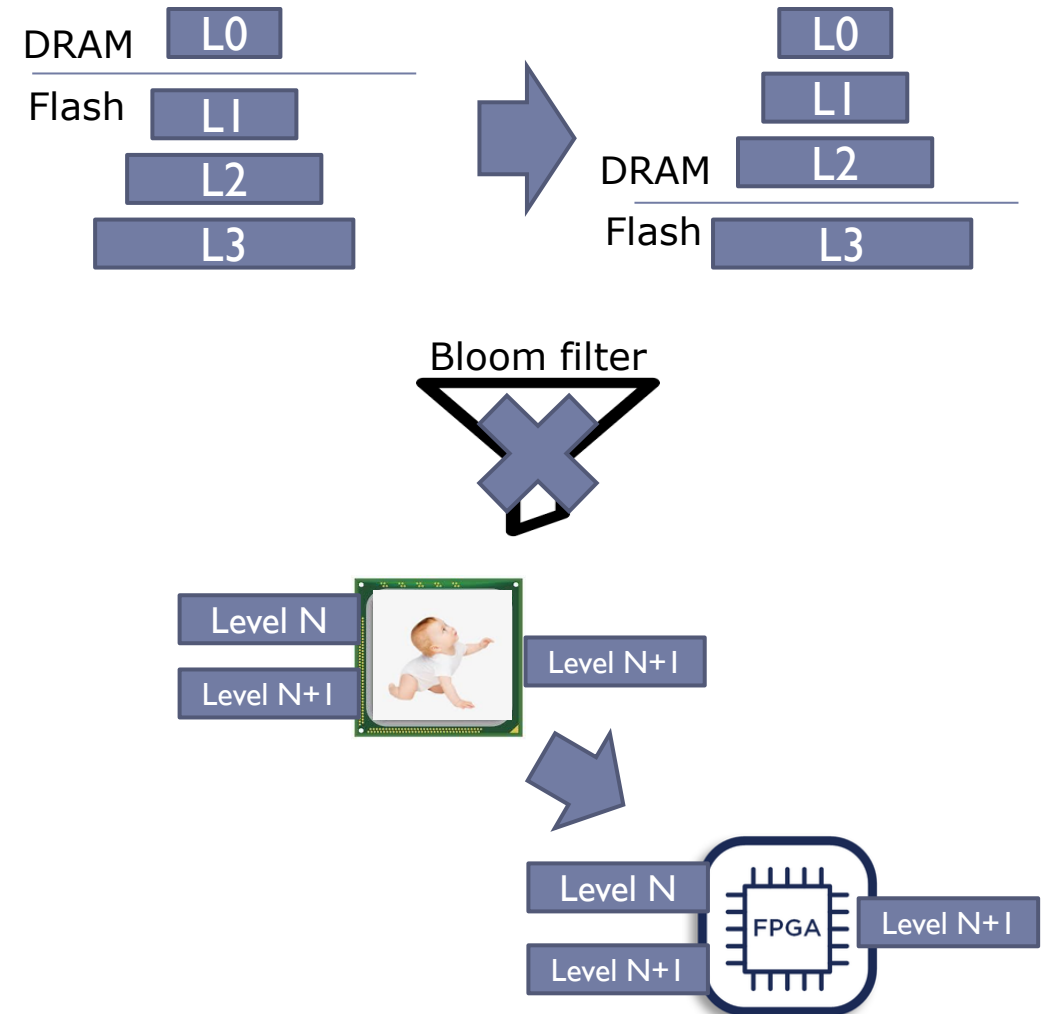 DRAM
L0
Flash
L1
L2
L3
L0
L1
DRAM
L2
Flash
L3
Bloom filter
Level N
Level N+1
Level N+1
Level N
FPGA
Level N+1
Level N+1